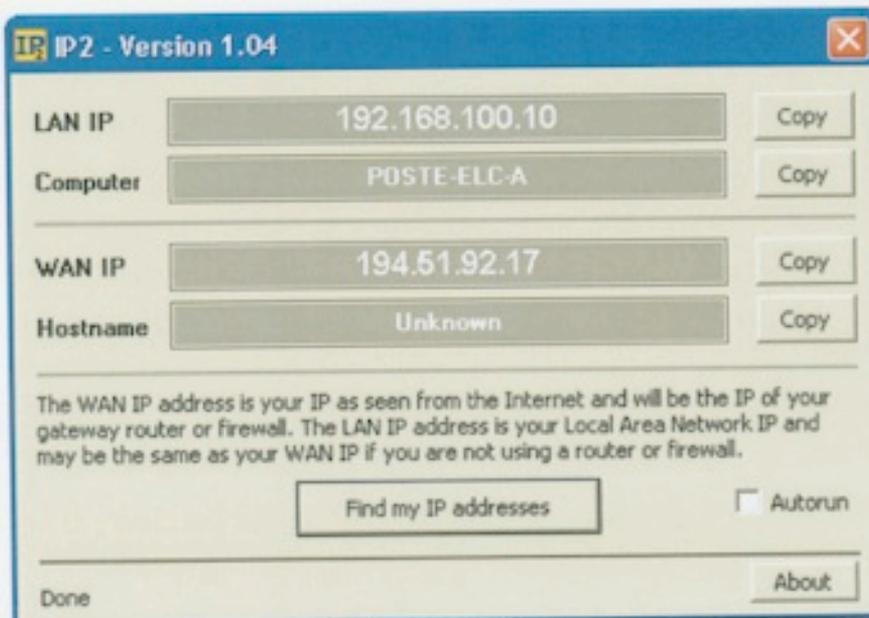 IP2 IP2 - Version 1.04
LAN IP 192.168.100.10 Copy
Computer POSTE-ELC-A Copy
WAN IP 194.51.92.17 Copy
Hostname Unknown Copy
The WAN IP address is your IP as seen from the Internet and will be the IP of your
gateway router or firewall. The LAN IP address is your Local Area Network IP and
may be the same as your WAN IP if you are not using a router or firewall.
Find my IP addresses Autorun
Done About